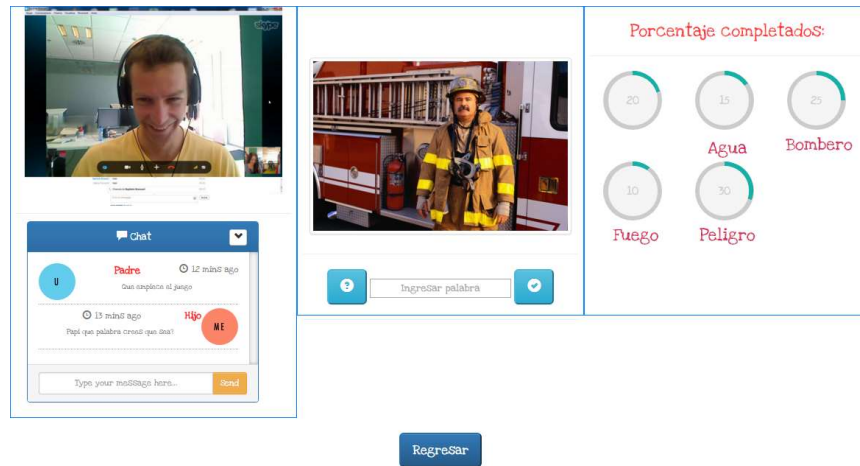 skype
Chat
Padre
12 mins ago
U
Que empiece el juego
13 mins ago
Hijo
ME
Papi que palabra crees que sea?
Type your message here...
Send
Ingresar palabra
Porcentaje completados:
20
15
25
Agua
Bombero
10
30
Fuego
Peligro
Regresar